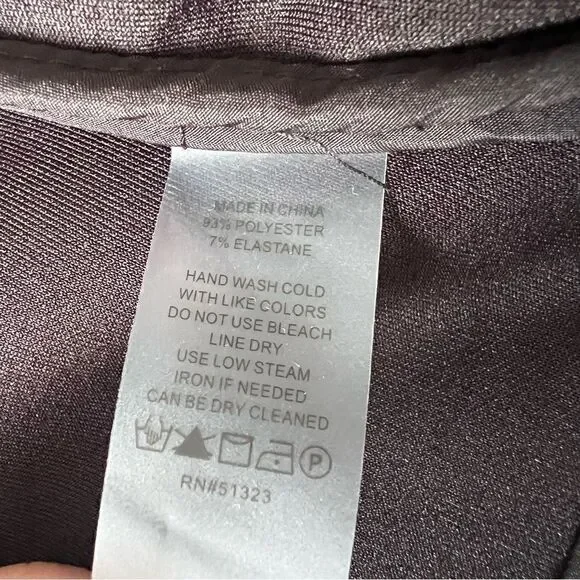 MADE IN CHINA
93% POLYESTER
7% ELASTANE
HAND WASH COLD
WITH LIKE COLORS
DO NOT USE BLEACH
LINE DRY
USE LOW STEAM
IRON IF NEEDED
CAN BE DRY CLEANED
P
RN#51323